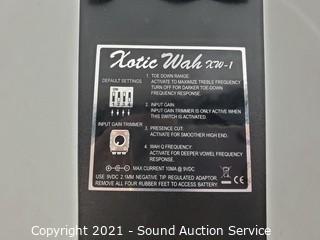 Xotic Wah XW-1
DEFAULT SETTINGS
ON
INPUT GAIN TRIMMER
1. TOE DOWN RANGE:
ACTIVATE TO MAXIMIZE TREBLE FREQUENCY
TURN OFF FOR DARKER TOE-DOWN
FREQUENCY RESPONSE.
2. INPUT GAIN:
INPUT GAIN TRIMMER IS ONLY ACTIVE WHEN
THIS SWITCH IS ACTIVATED.
3. PRESENCE CUT:
ACTIVATE FOR SMOOTHER HIGH END.
4. WAH Q FREQUENCY:
ACTIVATE FOR DEEPER VOWEL FREQUENCY
RESPONSE.
MAX CURRENT 10MA @ 9VDC
USE 9VDC 2.1MM NEGATIVE TIP REGULATED ADAPTOR.
REMOVE ALL FOUR RUBBER FEET TO ACCESS BATTERY.
CE
Copyright © 2021 - Sound Auction Service